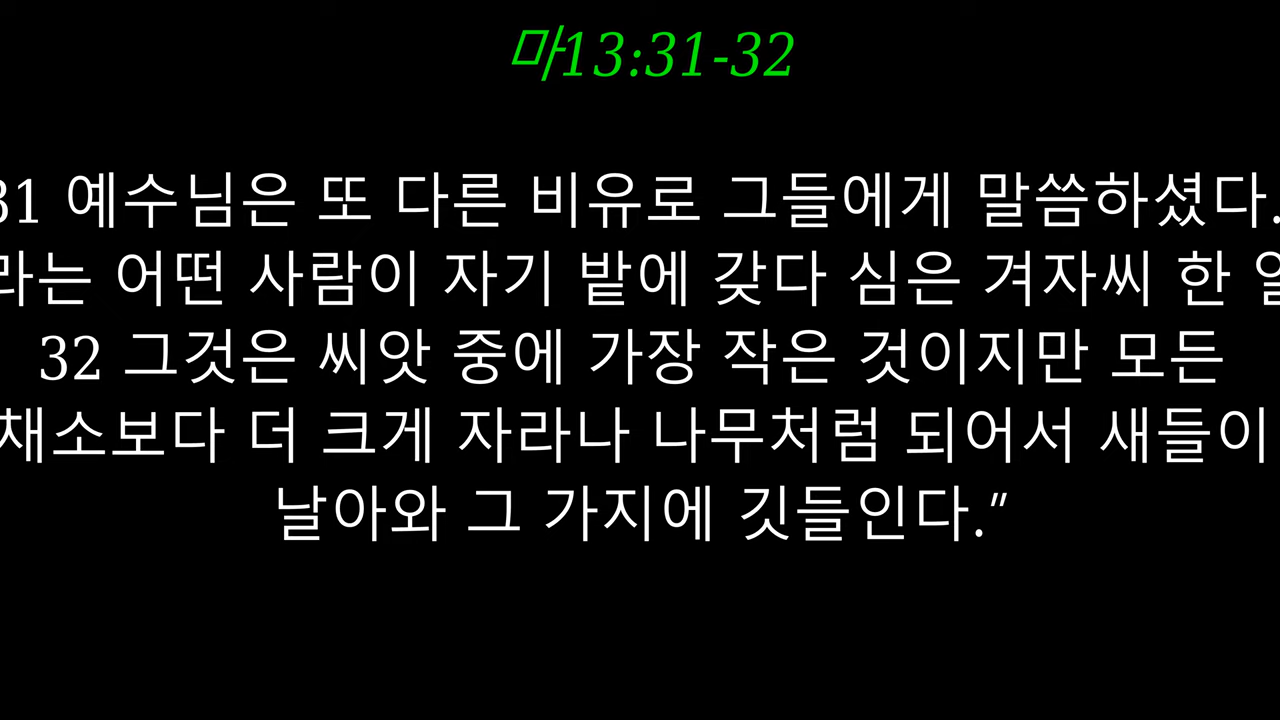 마13:31-32
31 예수님은 또 다른 비유로 그들에게 말씀하셨다.
라는 어떤 사람이 자기 밭에 갖다 심은 겨자씨 한
32 그것은 씨앗 중에 가장 작은 것이지만 모든
채소보다 더 크게 자라나 나무처럼 되어서 새들이
날아와 그 가지에 깃들인다.”